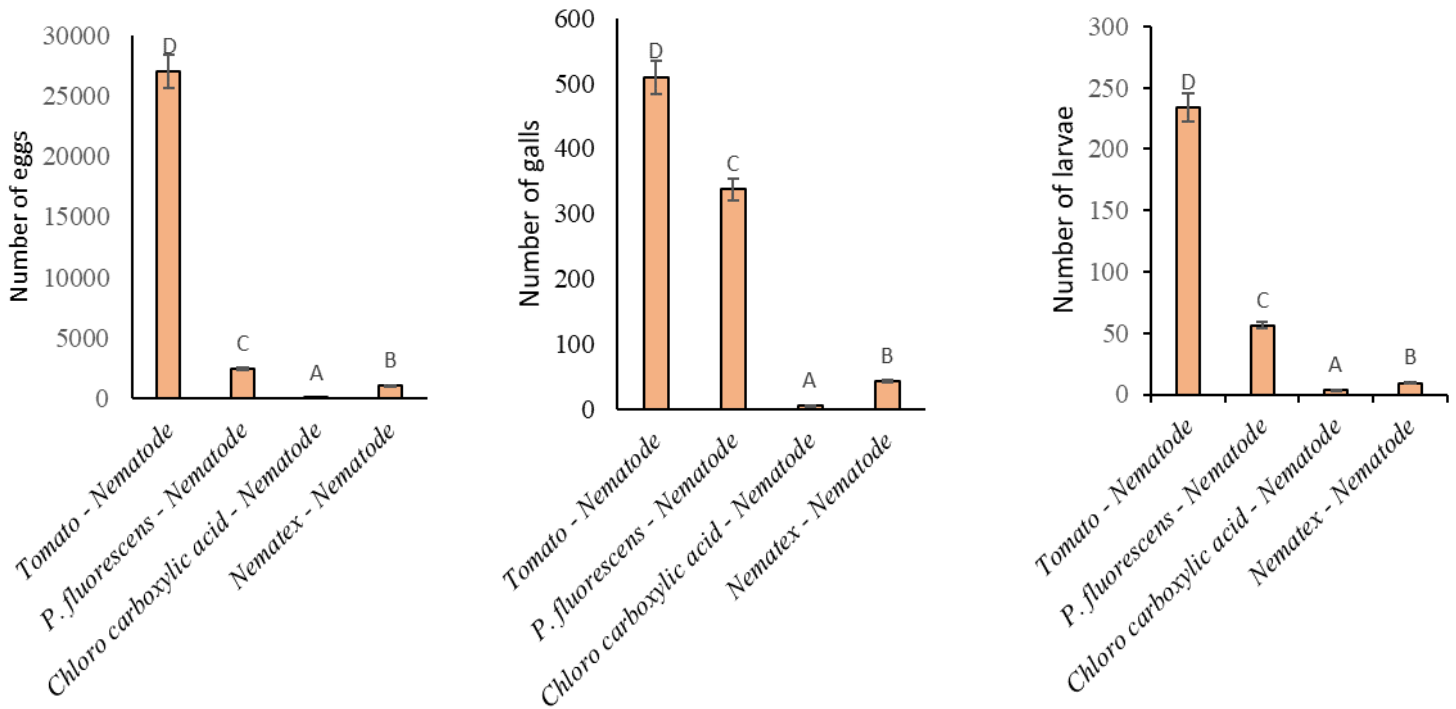 Number of eggs
30000
25000
20000
15000
10000
5000
0
D
C
A
B
Tomato - Nematode
P. fluorescens - Nematode
Chloro carboxylic acid - Nematode
Nematex - Nematode
Number of galls
600
500
400
300
200
100
0
D
C
A
B
Tomato - Nematode
P. fluorescens - Nematode
Chloro carboxylic acid - Nematode
Nematex - Nematode
Number of larvae
300
250
200
150
100
50
0
D
C
A
B
Tomato - Nematode
P. fluorescens - Nematode
Chloro carboxylic acid - Nematode
Nematex - Nematode